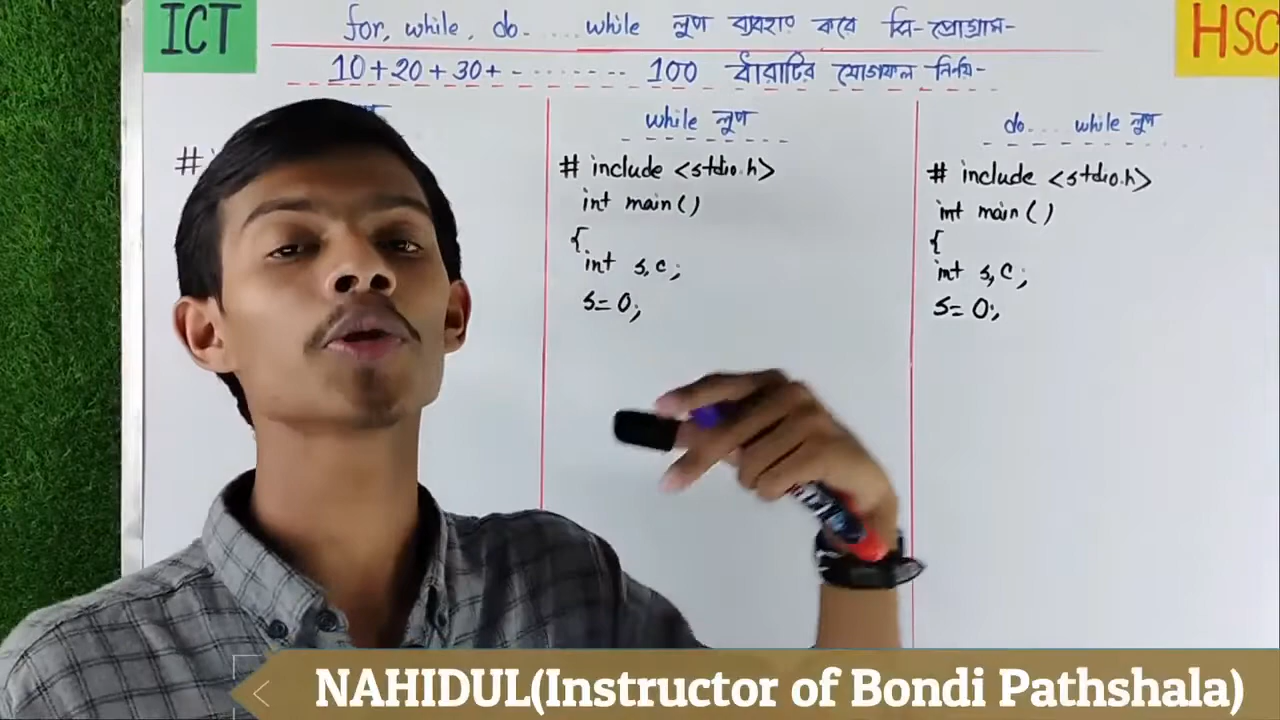 ICT
HSC
for, while, do.....while লুপ ব্যবহার করে সি-প্রোগ্রাম-
10+20+30+-------- 100 ধারাটির যোগফল নির্ণয়-
while লুপ
# include <stdio.h>
int main()
{
int s,c;
s=0;
do.... while লুপ
# include <stdio.h>
int main()
{
int s,c;
s=0;
NAHIDUL(Instructor of Bondi Pathshala)